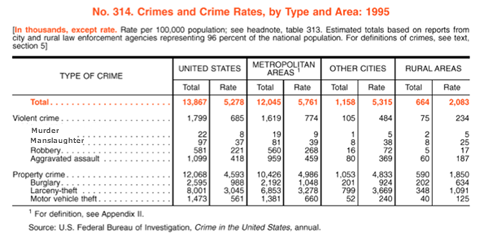 No. 314. Crimes and Crime Rates, by Type and Area: 1995
[In thousands, except rate. Rate per 100,000 population; see headnote, table 313. Estimated totals based on reports from
city and rural law enforcement agencies representing 96 percent of the national population. For definitions of crimes, see text,
section 5]
TYPE OF CRIME UNITED STATES METROPOLITAN AREAS 1 OTHER CITIES RURAL AREAS
Total Rate Total Rate Total Rate Total Rate
Total 13,867 5,278 12,045 5,761 1,158 5,315 664 2,083
Violent crime 1,799 685 1,619 774 105 484 75 234
Murder 22 8 19 9 1 5 2 5
Manslaughter 97 37 81 39 8 38 8 25
Robbery 581 221 560 268 16 72 5 17
Aggravated assault 1,099 418 959 459 80 369 60 187
Property crime 12,068 4,593 10,426 4,986 1,053 4,833 590 1,850
Burglary 2,595 988 2,192 1,048 201 924 202 634
Larceny-theft 8,001 3,045 6,853 3,278 799 3,669 348 1,091
Motor vehicle theft 1,473 561 1,381 660 52 240 40 125
1 For definition, see Appendix II.
Source: U.S. Federal Bureau of Investigation, Crime in the United States, annual.